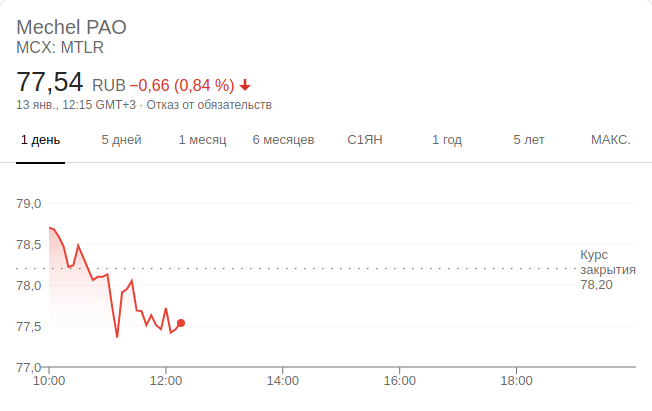 Mechel PAO
MCX: MTLR
77,54 RUB −0,66 (0,84 %)
13 янв., 12:15 GMT+3 · Отказ от обязательств
1 день 5 дней 1 месяц 6 месяцев С1ЯН 1 год 5 лет МАКС.
79,0
78,5
Курс
закрытия
78,20
78,0
77,5
77,0
10:00 12:00 14:00 16:00 18:00